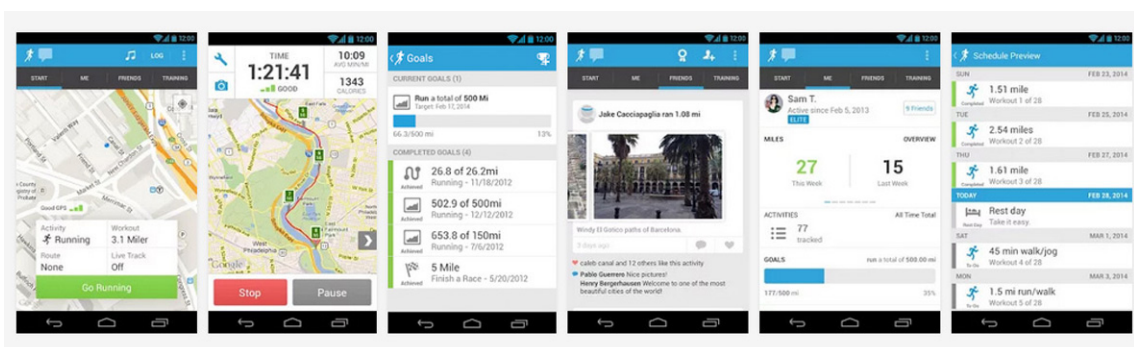 12:00
LOG
START ME FRIENDS TRAINING
Good GPS
Activity Workout
Running 3.1 Miler
Route Live Track
None Off
Go Running
12:00
TIME
1:21:41
GOOD
10:09
AVG MIN/MI
1343
CALORIES
West
Philadelphia
Google
Stop Pause
12:00
Goals
CURRENT GOALS (1)
Run a total of 500 Mi
Target Feb 17, 2014
66.3/500 mi 13%
COMPLETED GOALS (4)
26.8 of 26.2mi
Achieved Running - 11/18/2012
502.9 of 500mi
Achieved Running - 12/12/2012
653.8 of 150mi
Achieved Running - 7/6/2012
5 Mile
Achieved Finish a Race - 5/20/2012
12:00
START ME FRIENDS TRAINING
Jake Cacciapaglia ran 1.08 mi
Windy El Gotico paths of Barcelona.
9 days ago
caleb canal and 12 others like this activity
Pablo Guerrero Nice pictures!
Henry Bergerhausen Welcome to one of the most
beautiful cities of the world!
12:00
START ME FRIENDS TRAINING
Sam T.
Active since Feb 5, 2013
ELITE
9 Friends
MILES OVERVIEW
27 15
This Week Last Week
ACTIVITIES All Time Total
77
tracked
GOALS run a total of 500.00 mi
177/500 mi 35%
12:00
Schedule Preview
SUN FEB 23, 2014
1.51 mile
Completed Workout 1 of 28
TUE FEB 25, 2014
2.54 miles
Completed Workout 2 of 28
THU FEB 27, 2014
1.61 mile
Completed Workout 3 of 28
TODAY FEB 28, 2014
Rest day
Rest Day Take it easy.
SAT MAR 1, 2014
45 min walk/jog
To Do Workout 4 of 28
MON MAR 3, 2014
1.5 mi run/walk
To Do Workout 5 of 28